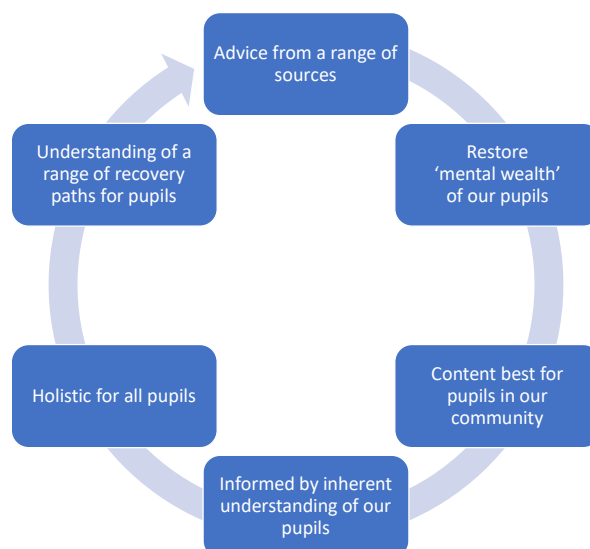 Advice from a range of
sources
Restore
‘mental wealth’
of our pupils
Content best for
pupils in our
community
Informed by inherent
understanding of our
pupils
Holistic for all pupils
Understanding of a
range of recovery
paths for pupils